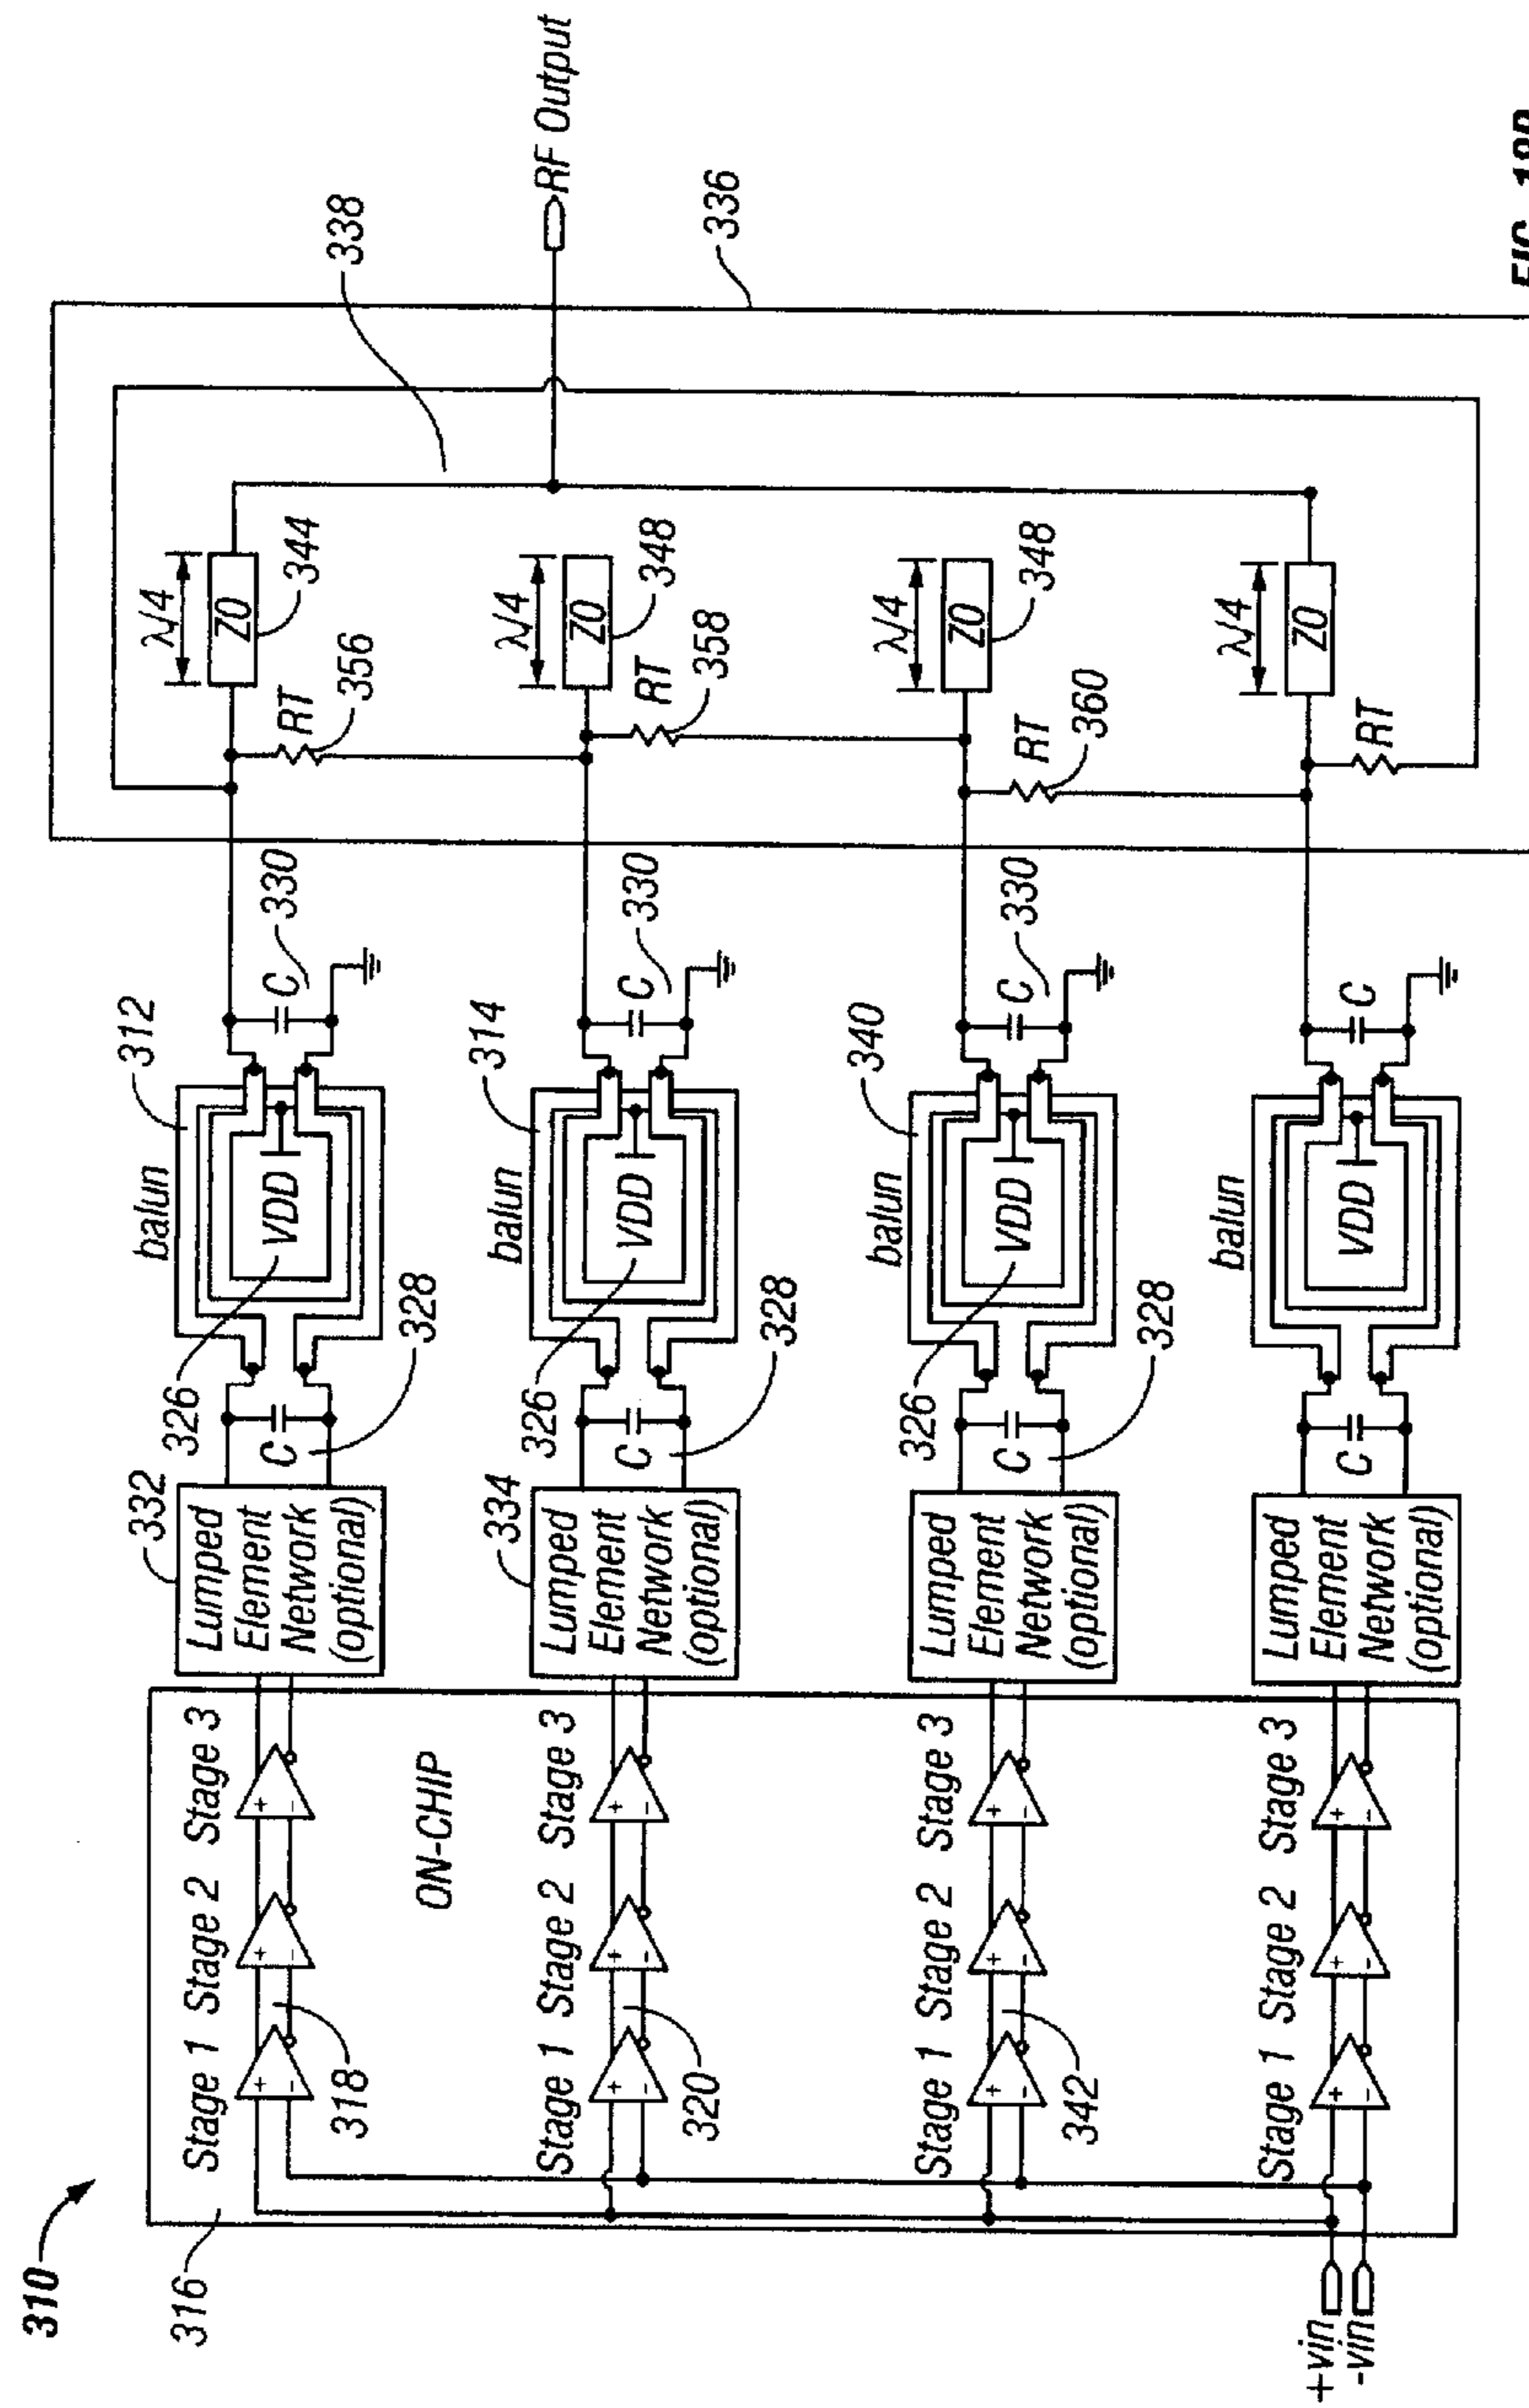 310
316
Stage 1 Stage 2 Stage 3
318
ON-CHIP
332
Lumped
Element
Network
(optional)
C
328
326
balun
312
VDD
C
330
RT
356
λ/4
Z0
344
338
RF Output
336
Stage 1 Stage 2 Stage 3
320
334
Lumped
Element
Network
(optional)
C
328
326
balun
314
VDD
C
330
RT
358
λ/4
Z0
348
Stage 1 Stage 2 Stage 3
342
Lumped
Element
Network
(optional)
C
328
326
balun
340
VDD
C
330
RT
360
λ/4
Z0
348
Stage 1 Stage 2 Stage 3
Lumped
Element
Network
(optional)
C
balun
VDD
C
RT
λ/4
Z0
+vin
-vin